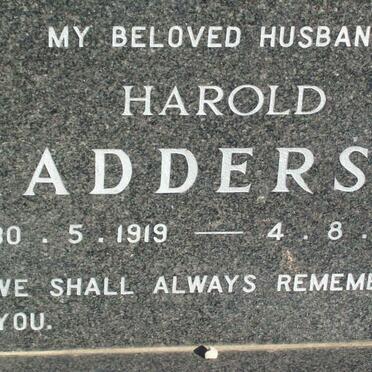 MY BELOVED HUSBAN
HAROLD
ADDERS
30 . 5 . 1919 — 4 . 8 .
WE SHALL ALWAYS REMEME
YOU.